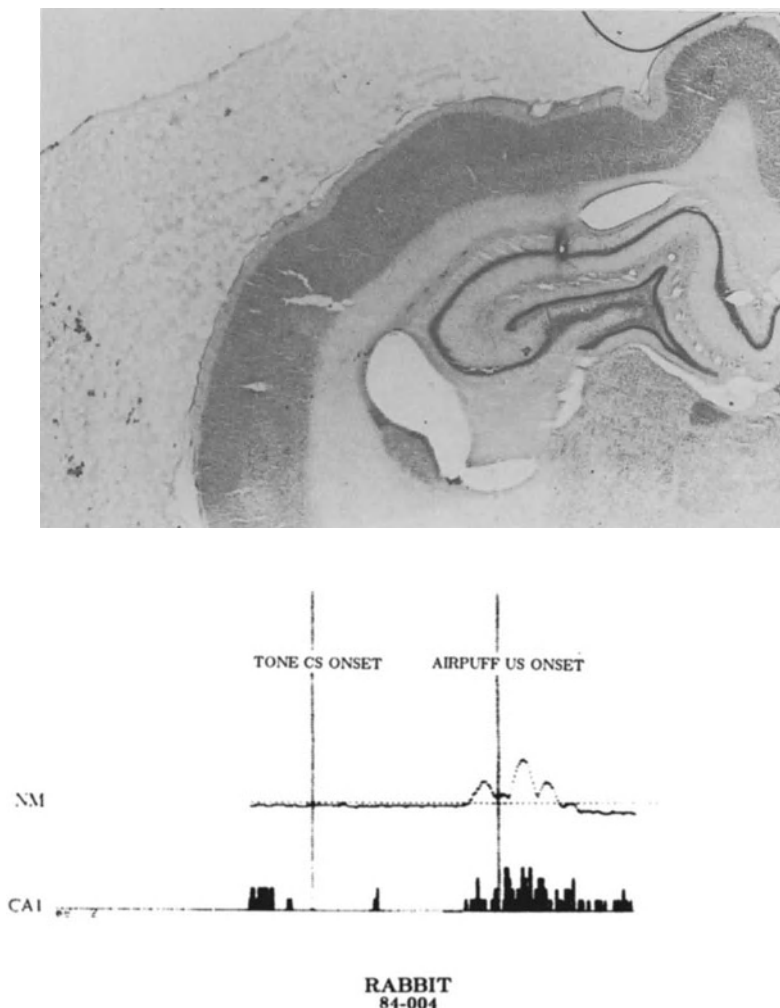 TONE CS ONSET AIRPUFF US ONSET
NM
CA1
RABBIT
84-004